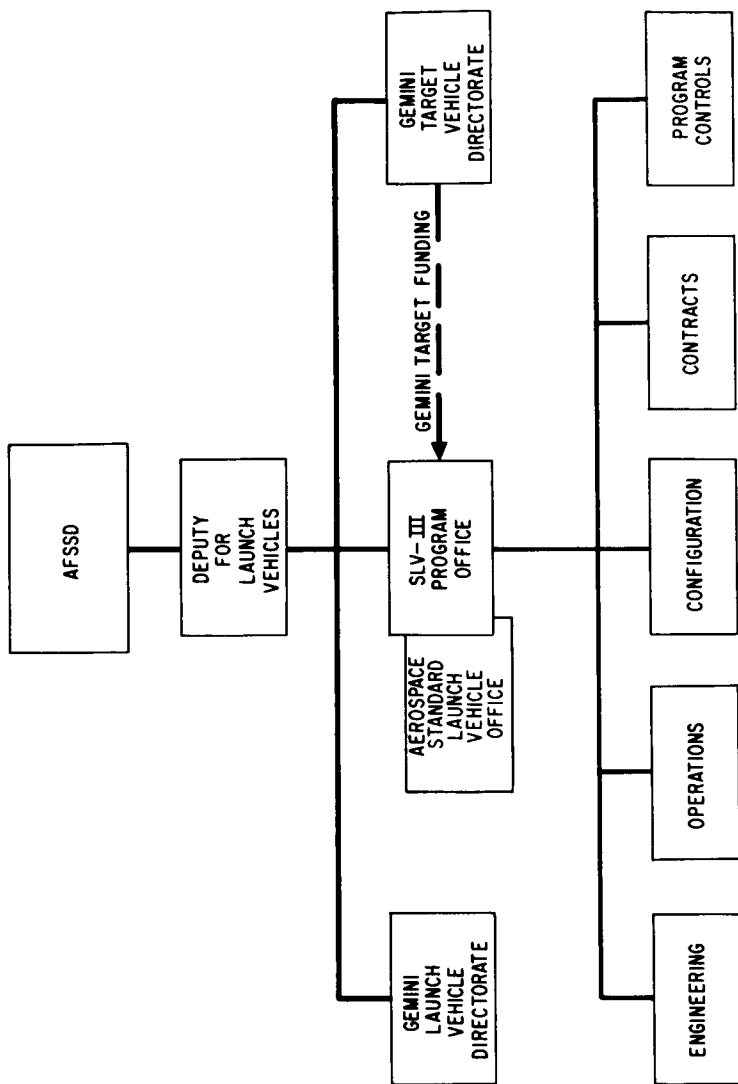 AFSSD
DEPUTY
FOR
LAUNCH
VEHICLES
GEMINI
LAUNCH
VEHICLE
DIRECTORATE
AEROSPACE
STANDARD
LAUNCH
VEHICLE
OFFICE
SLV-III
PROGRAM
OFFICE
GEMINI TARGET FUNDING
GEMINI
TARGET
VEHICLE
DIRECTORATE
ENGINEERING
OPERATIONS
CONFIGURATION
CONTRACTS
PROGRAM
CONTROLS